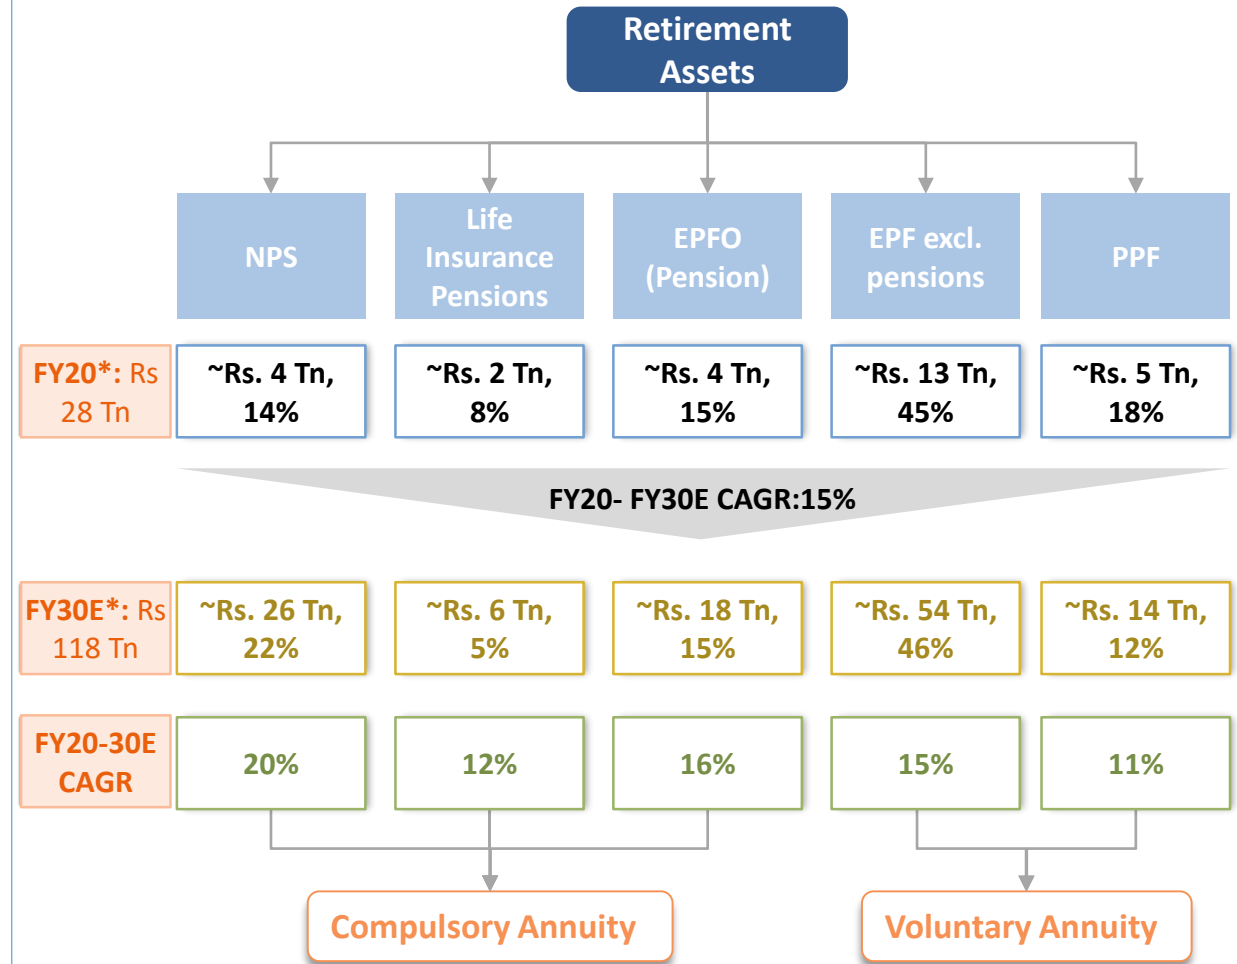 Retirement
Assets
NPS
Life
Insurance
Pensions
EPFO
(Pension)
EPF excl.
pensions
PPF
FY20*: Rs
28 Tn
~Rs. 4 Tn,
14%
~Rs. 2 Tn,
8%
~Rs. 4 Tn,
15%
~Rs. 13 Tn,
45%
~Rs. 5 Tn,
18%
FY20- FY30E CAGR:15%
FY30E*: Rs
118 Tn
~Rs. 26 Tn,
22%
~Rs. 6 Tn,
5%
~Rs. 18 Tn,
15%
~Rs. 54 Tn,
46%
~Rs. 14 Tn,
12%
FY20-30E
CAGR
20%
12%
16%
15%
11%
Compulsory Annuity
Voluntary Annuity